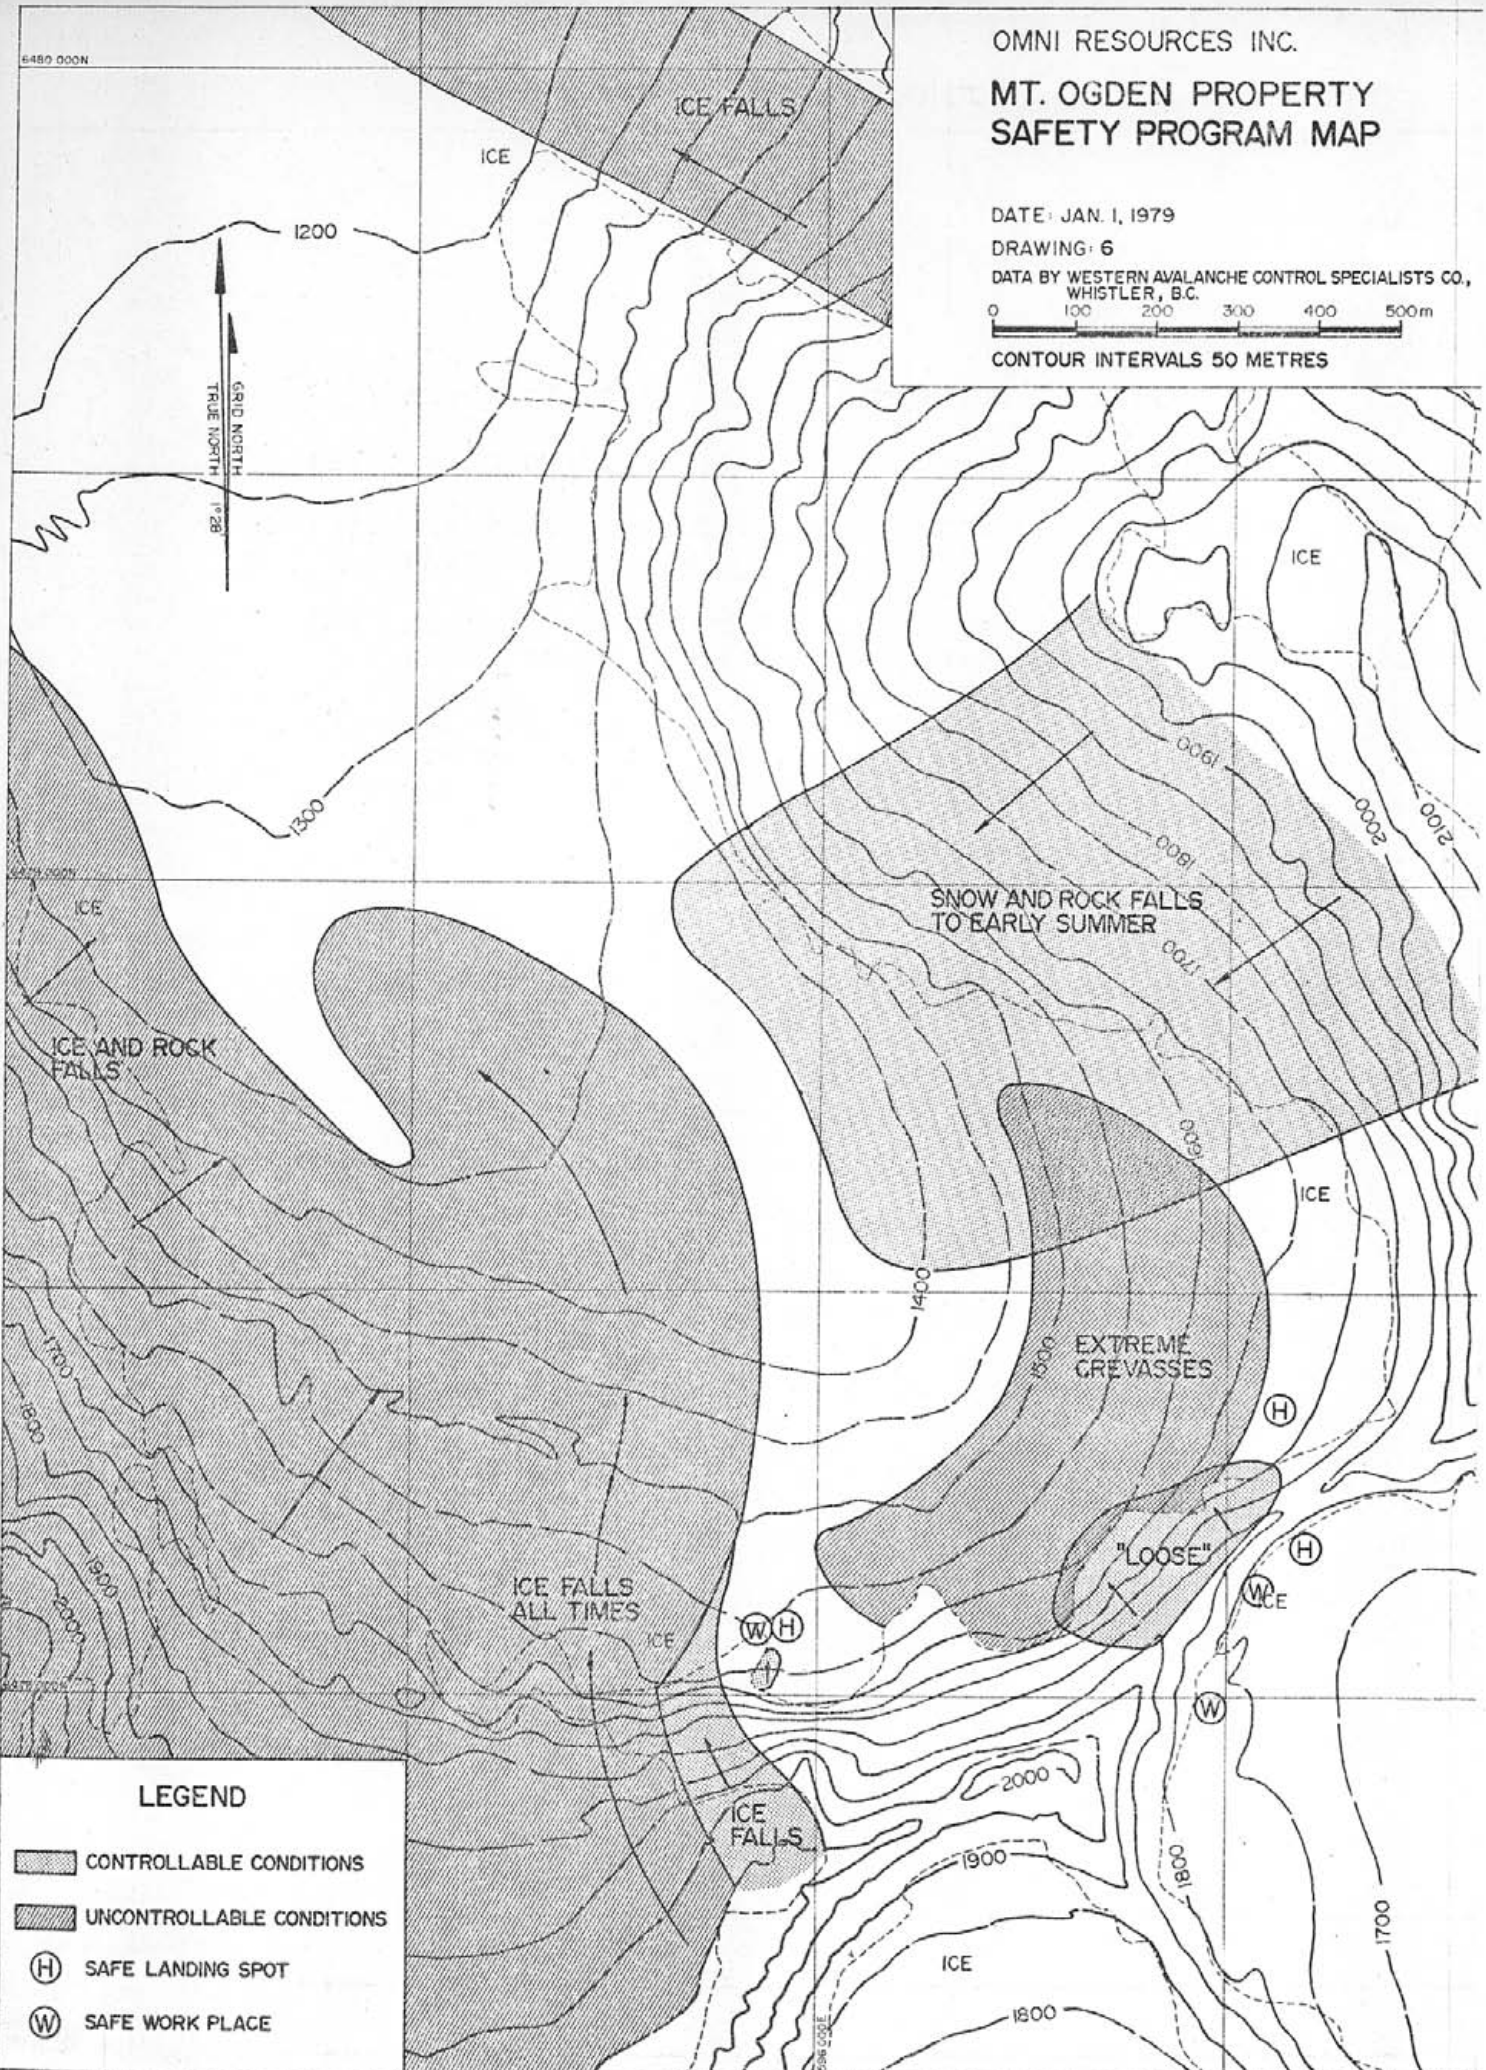 OMNI RESOURCES INC.
MT. OGDEN PROPERTY
SAFETY PROGRAM MAP
DATE: JAN. 1, 1979
DRAWING: 6
DATA BY WESTERN AVALANCHE CONTROL SPECIALISTS CO.,
WHISTLER, B.C.
0 100 200 300 400 500m
CONTOUR INTERVALS 50 METRES
6480 000N
ICE FALLS
ICE
1200
TRUE NORTH
GRID NORTH
1°28'
ICE
1900
2000
2100
1300
1800
ICE
SNOW AND ROCK FALLS
TO EARLY SUMMER
1700
ICE AND ROCK
FALLS
1600
ICE
1400
1500
EXTREME
CREVASSES
H
1700
1800
"LOOSE"
H
W
ICE
1900
2000
ICE FALLS
ALL TIMES
ICE
W H
W
2000
ICE
FALLS
1900
1800
1700
ICE
1800
LEGEND
CONTROLLABLE CONDITIONS
UNCONTROLLABLE CONDITIONS
H SAFE LANDING SPOT
W SAFE WORK PLACE